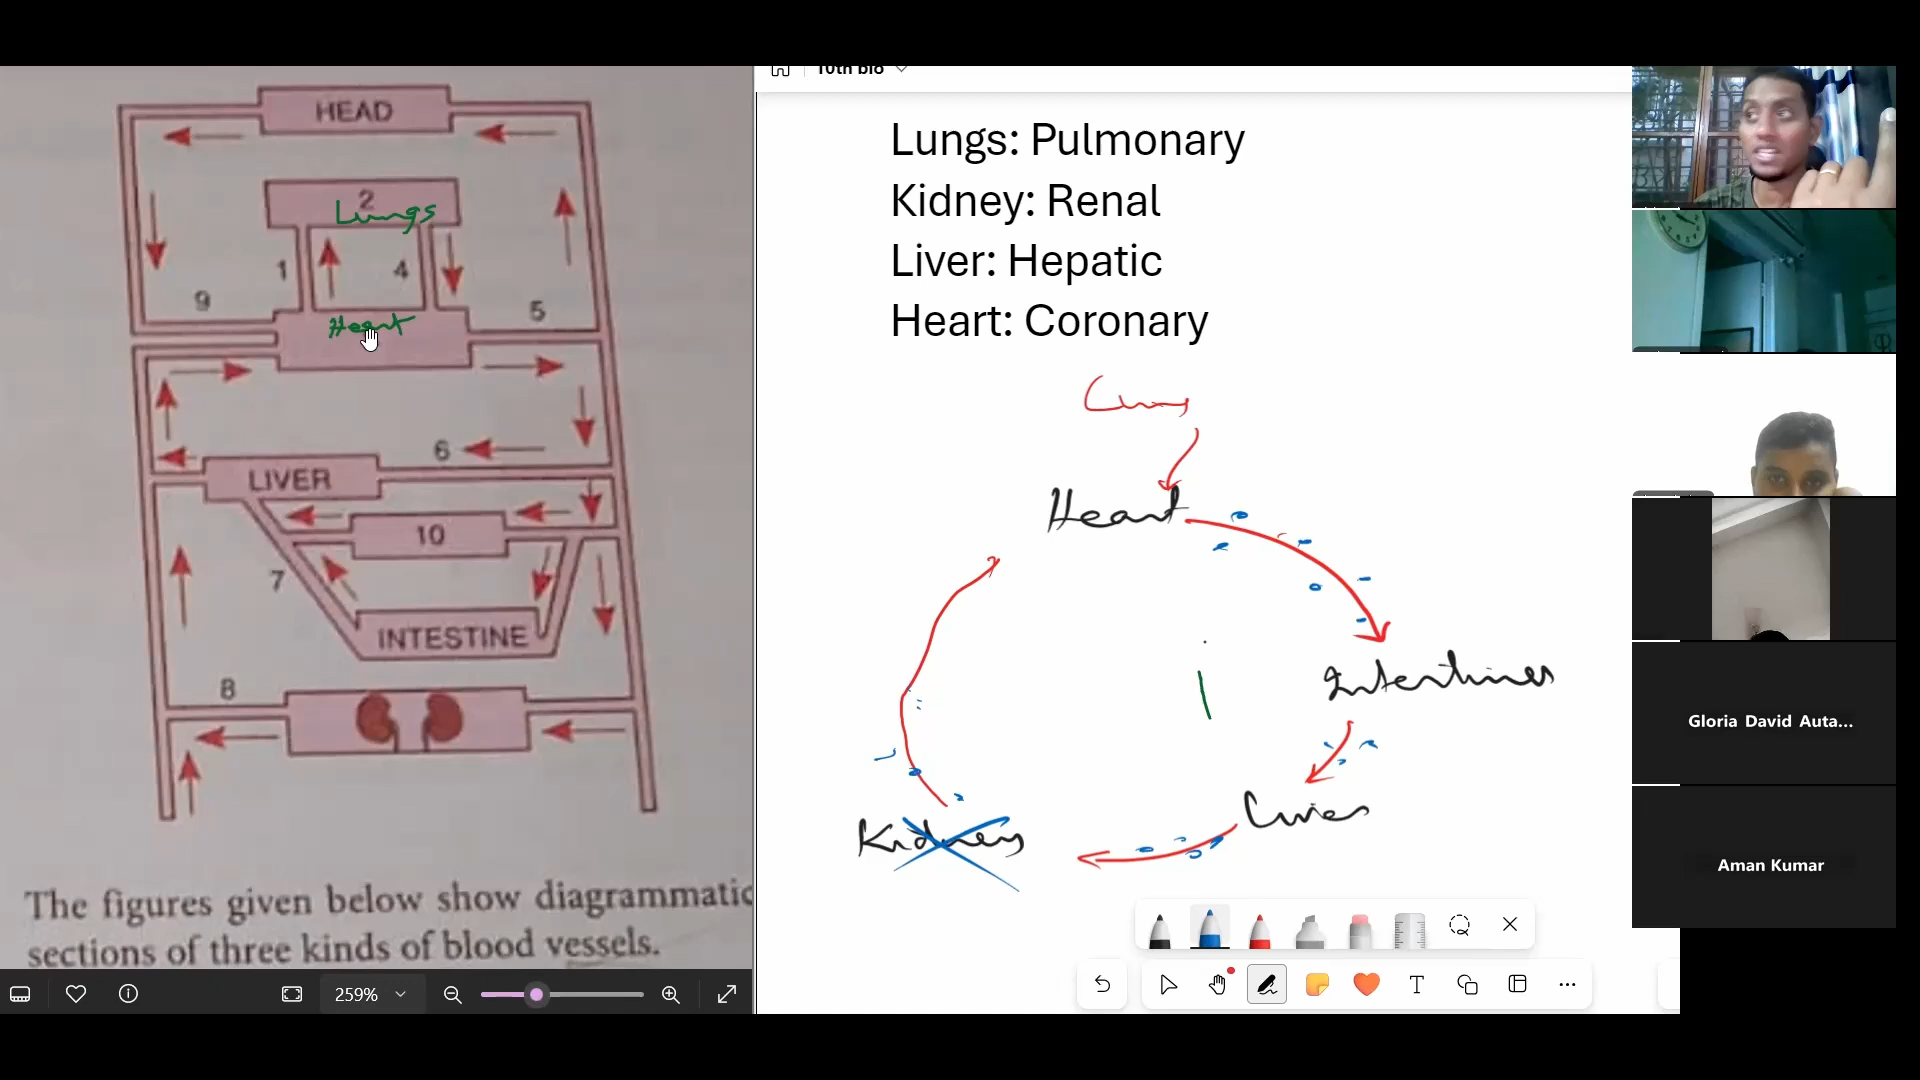 HEAD
2
Lungs
1
4
9
5
Heart
6
LIVER
10
7
INTESTINE
8
The figures given below show diagrammatic
sections of three kinds of blood vessels.
259%
10th bio
Lungs: Pulmonary
Kidney: Renal
Liver: Hepatic
Heart: Coronary
Lung
Heart
Intestines
Liver
Kidney
Gloria David Auta...
Aman Kumar